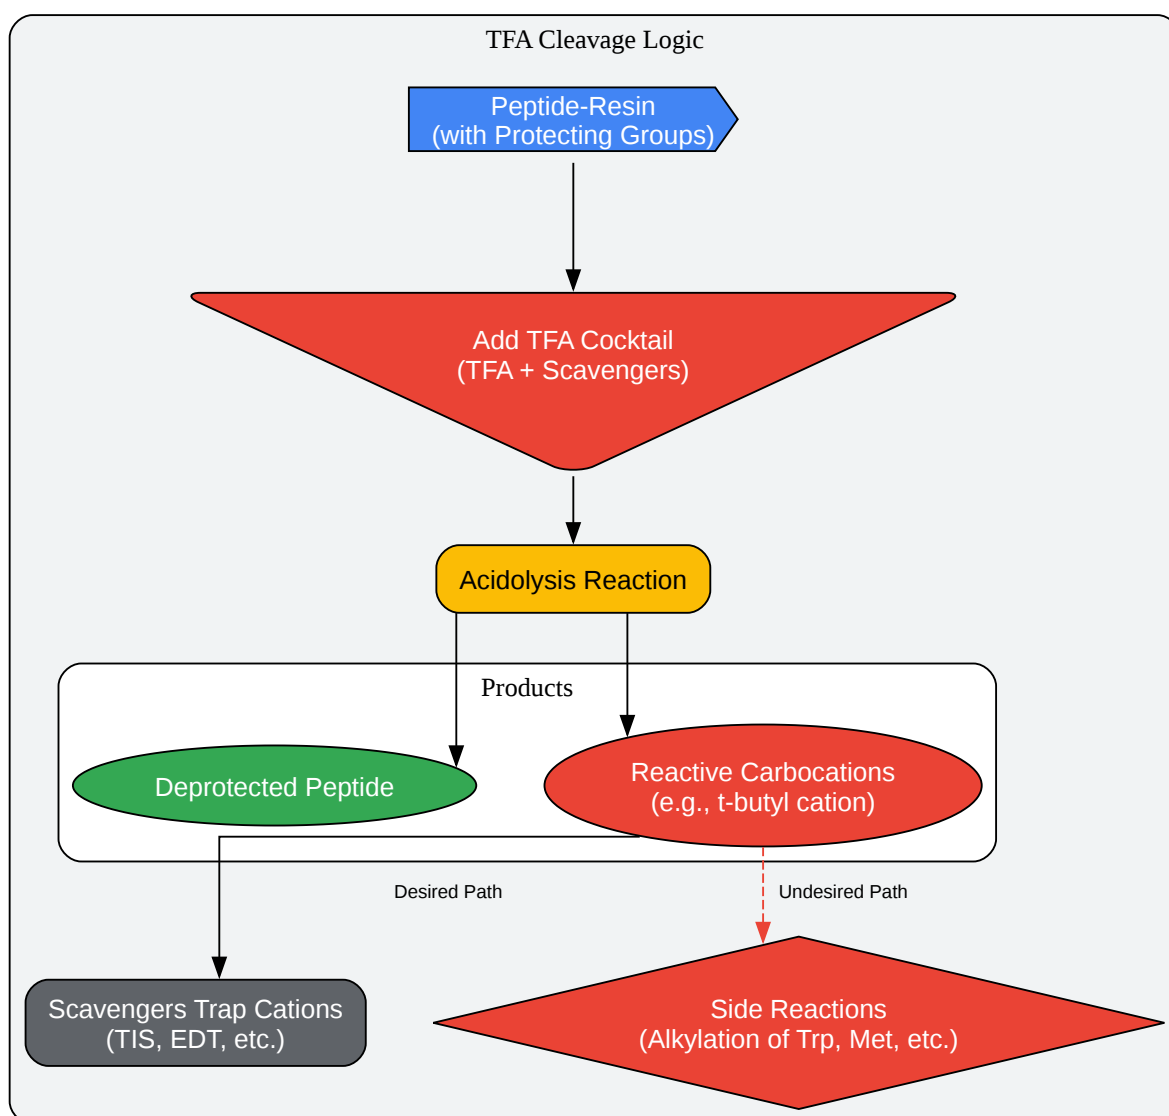 TFA Cleavage Logic
Peptide-Resin
(with Protecting Groups)
Add TFA Cocktail
(TFA + Scavengers)
Acidolysis Reaction
Products
Deprotected Peptide
Reactive Carbocations
(e.g., t-butyl cation)
Desired Path
Undesired Path
Scavengers Trap Cations
(TIS, EDT, etc.)
Side Reactions
(Alkylation of Trp, Met, etc.)